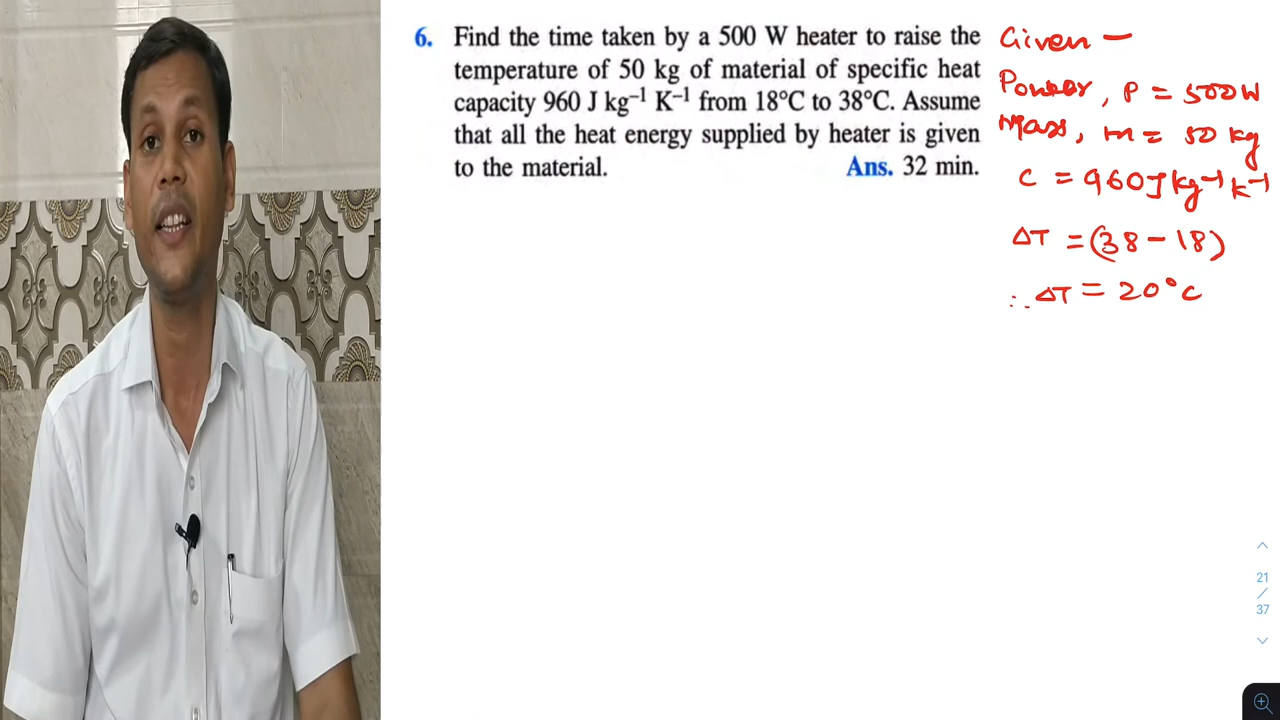 6. Find the time taken by a 500 W heater to raise the
temperature of 50 kg of material of specific heat
capacity 960 J kg⁻¹ K⁻¹ from 18°C to 38°C. Assume
that all the heat energy supplied by heater is given
to the material. Ans. 32 min.
Given -
Power, P = 500W
Mass, m = 50 kg
C = 960J kg⁻¹ K⁻¹
ΔT = (38 - 18)
∴ ΔT = 20°C
21
/
37